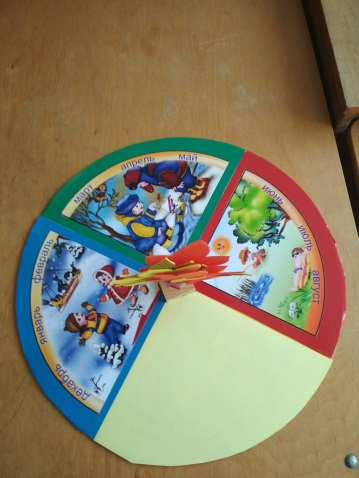 март апрель май
июнь июль август
декабрь январь февраль